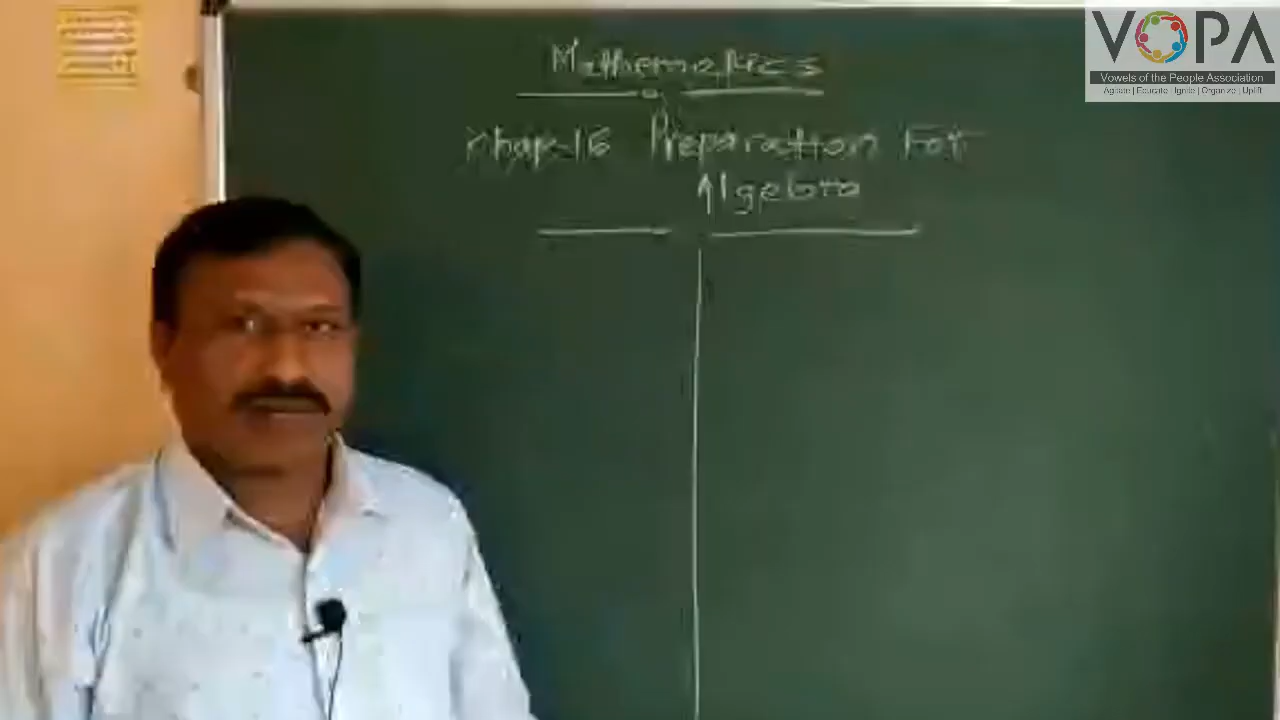 VOPA
Vowels of the People Association
Agitate | Educate | Ignite | Organize | Uplift
Mathematics
Chap-16 Preparation For
Algebra